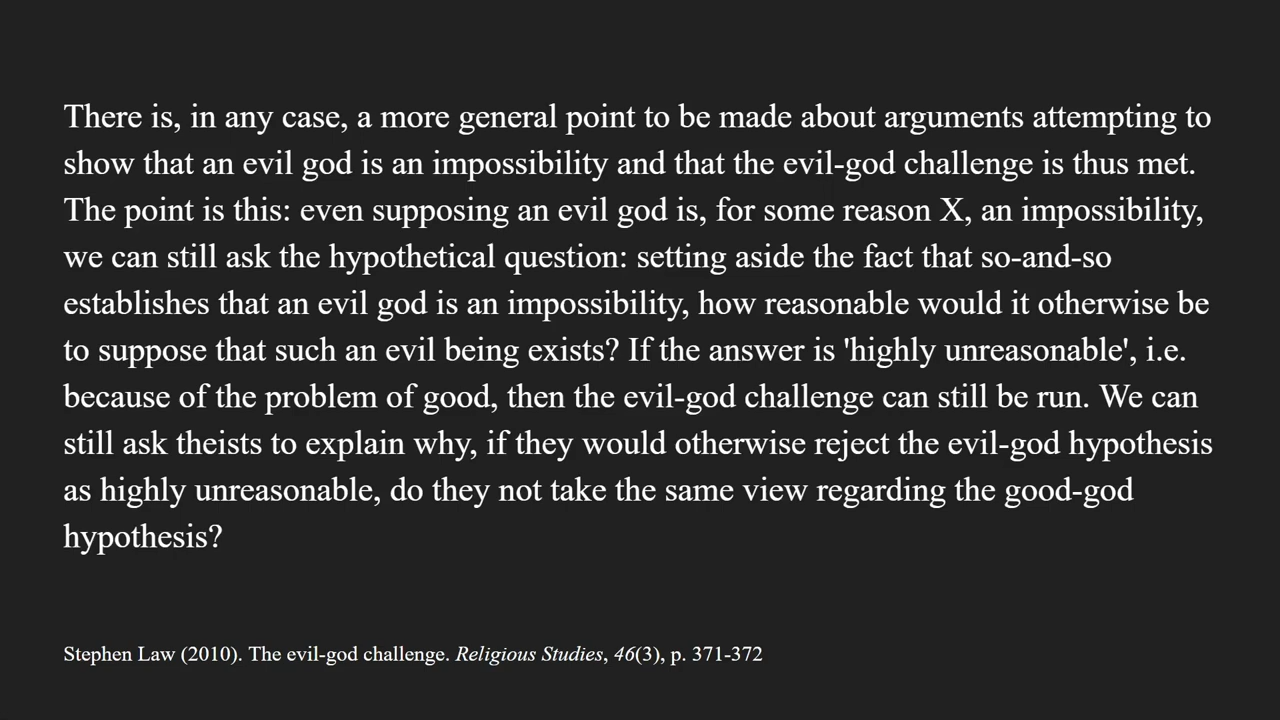 There is, in any case, a more general point to be made about arguments attempting to
show that an evil god is an impossibility and that the evil-god challenge is thus met.
The point is this: even supposing an evil god is, for some reason X, an impossibility,
we can still ask the hypothetical question: setting aside the fact that so-and-so
establishes that an evil god is an impossibility, how reasonable would it otherwise be
to suppose that such an evil being exists? If the answer is 'highly unreasonable', i.e.
because of the problem of good, then the evil-god challenge can still be run. We can
still ask theists to explain why, if they would otherwise reject the evil-god hypothesis
as highly unreasonable, do they not take the same view regarding the good-god
hypothesis?
Stephen Law (2010). The evil-god challenge. Religious Studies, 46(3), p. 371-372